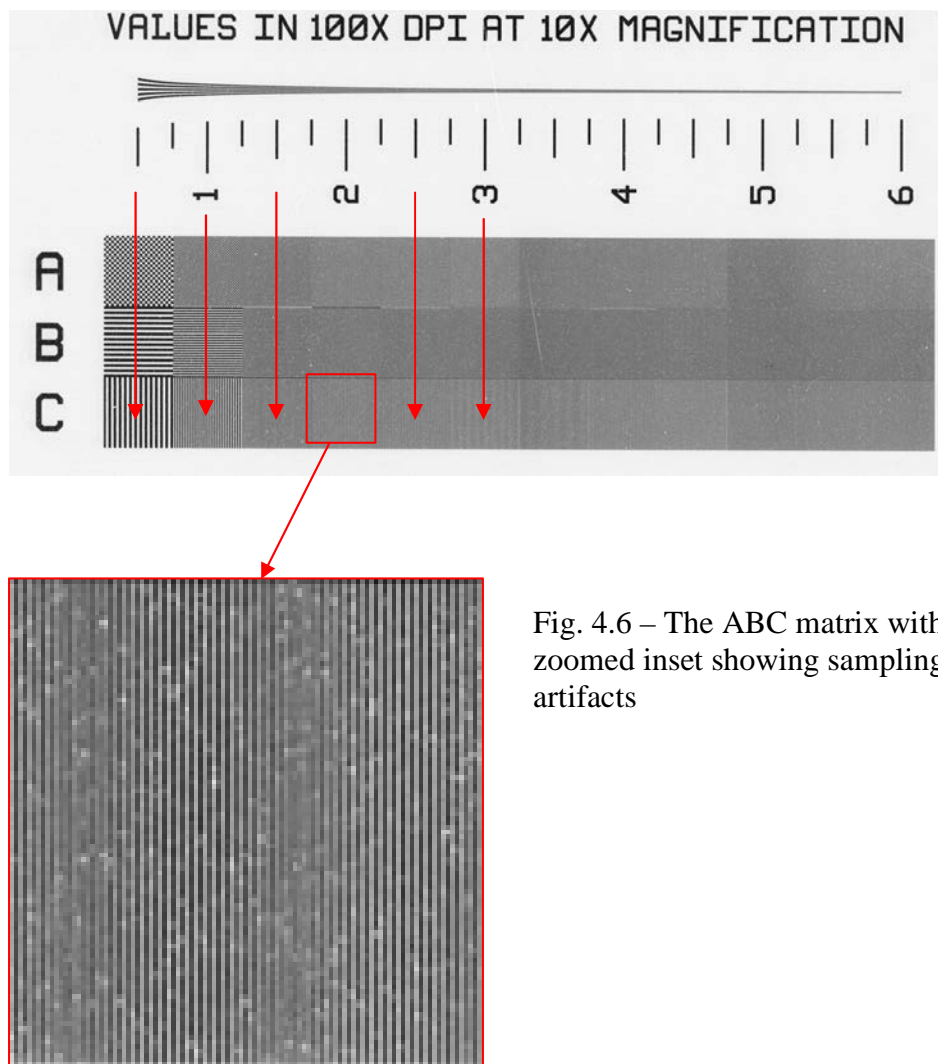 VALUES IN 100X DPI AT 10X MAGNIFICATION
1 2 3 4 5 6
A
B
C
Fig. 4.6 – The ABC matrix with
zoomed inset showing sampling
artifacts